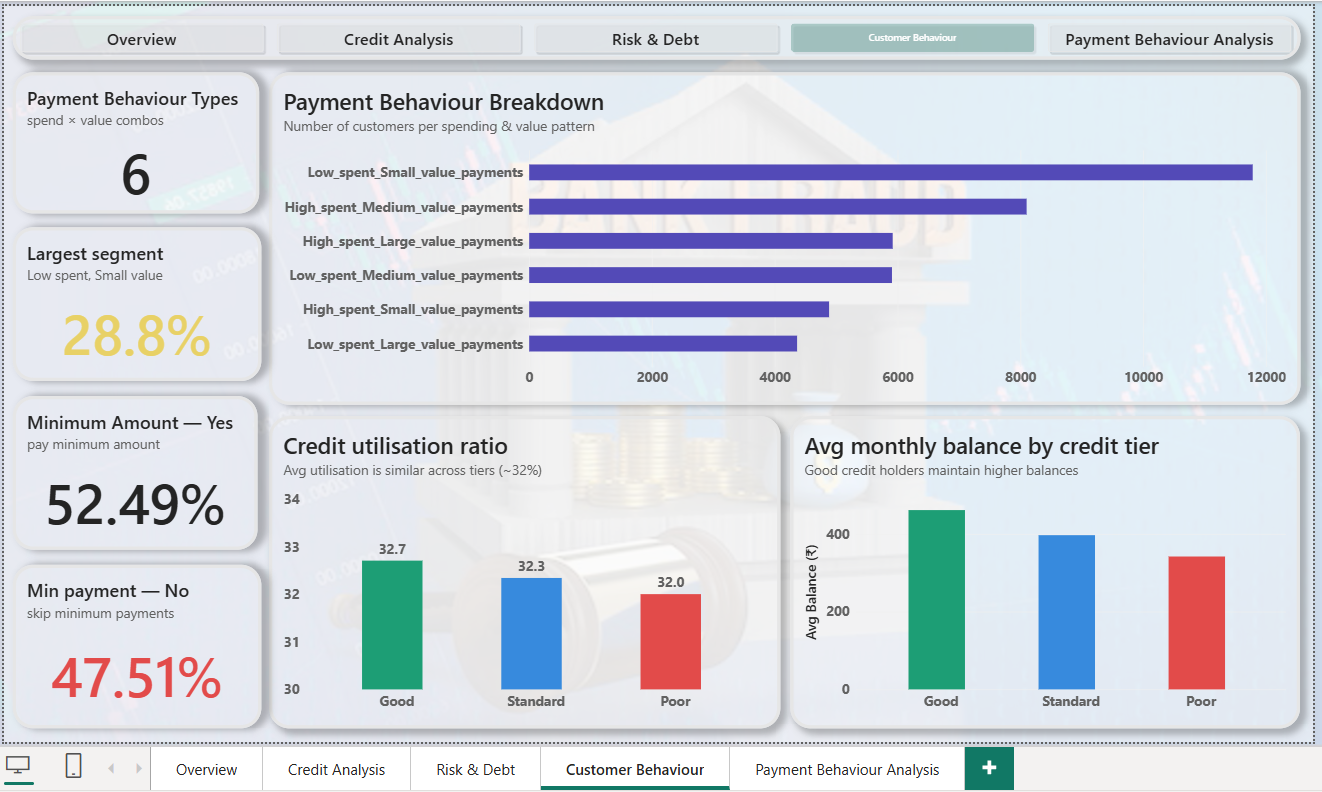 Overview
Credit Analysis
Risk & Debt
Customer Behaviour
Payment Behaviour Analysis
Payment Behaviour Types
spend × value combos
6
Largest segment
Low spent, Small value
28.8%
Minimum Amount — Yes
pay minimum amount
52.49%
Min payment — No
skip minimum payments
47.51%
Payment Behaviour Breakdown
Number of customers per spending & value pattern
Low_spent_Small_value_payments
High_spent_Medium_value_payments
High_spent_Large_value_payments
Low_spent_Medium_value_payments
High_spent_Small_value_payments
Low_spent_Large_value_payments
0 2000 4000 6000 8000 10000 12000
BANK FRAUD
Credit utilisation ratio
Avg utilisation is similar across tiers (~32%)
34
33
32
31
30
32.7
32.3
32.0
Good Standard Poor
Avg monthly balance by credit tier
Good credit holders maintain higher balances
Avg Balance (₹)
400
200
0
Good Standard Poor
Overview
Credit Analysis
Risk & Debt
Customer Behaviour
Payment Behaviour Analysis
+